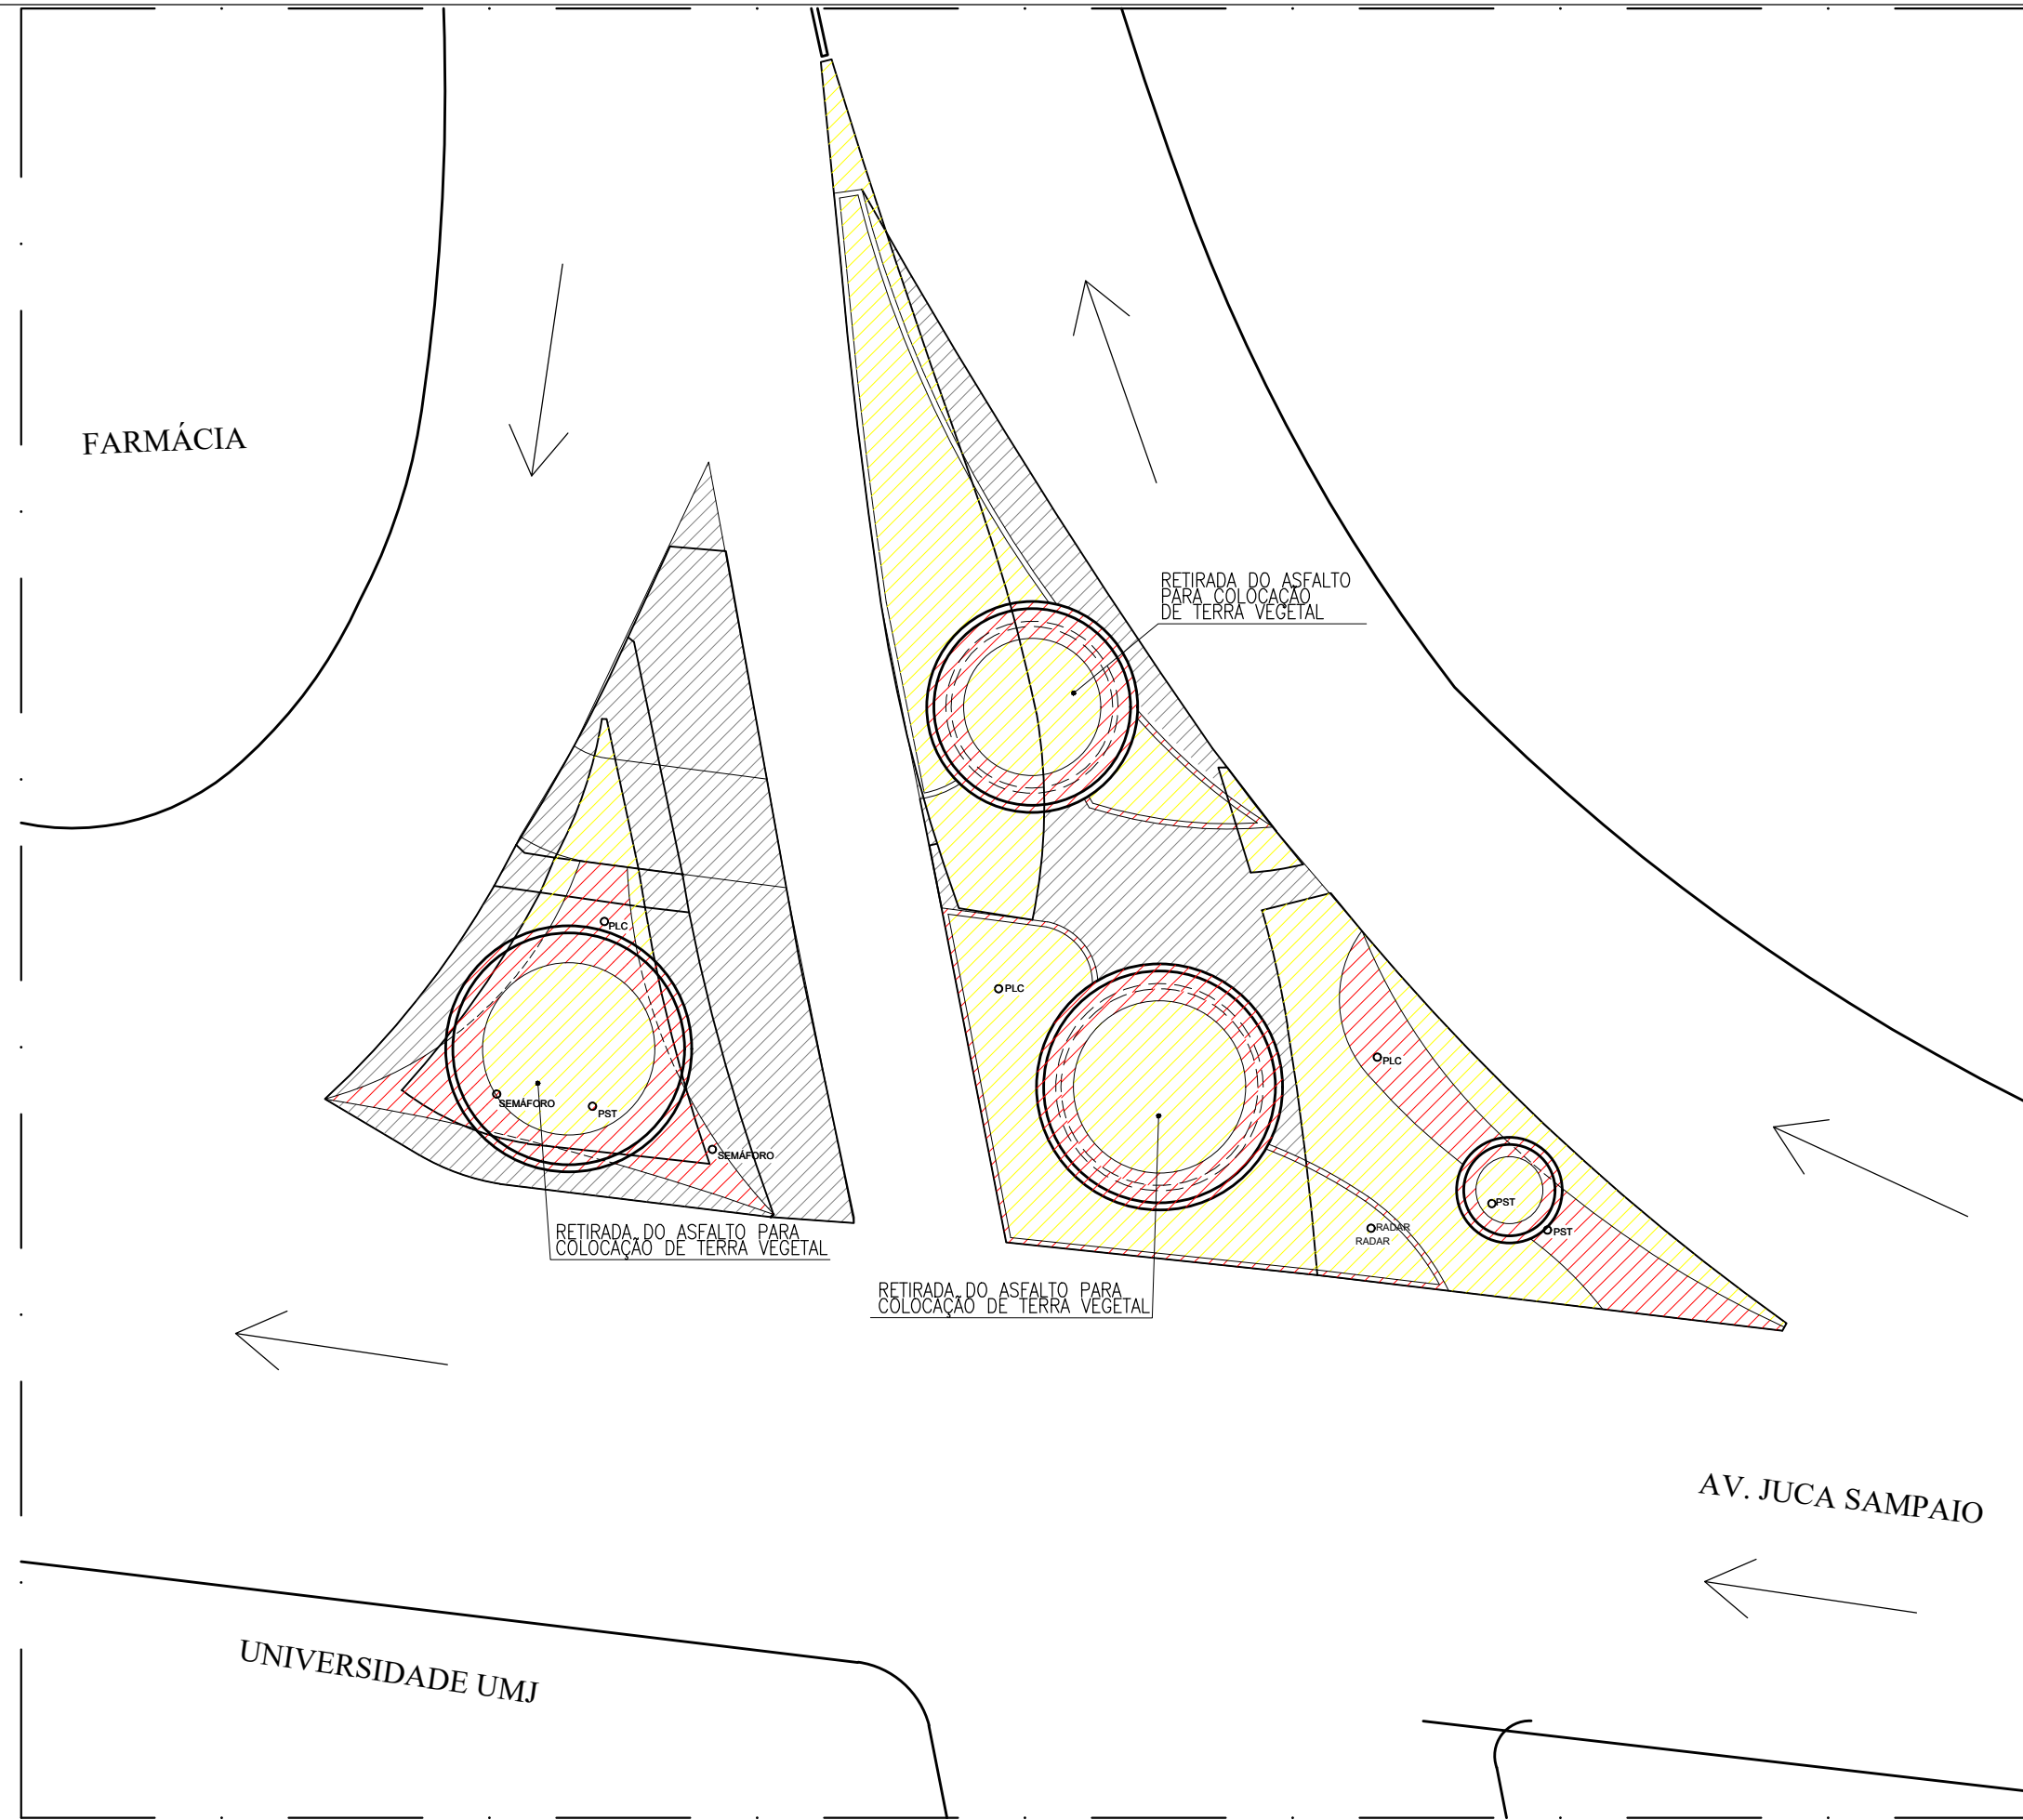 FARMÁCIA
RETIRADA DO ASFALTO
PARA COLOCAÇÃO
DE TERRA VEGETAL
PLC
PLC
PLC
SEMÁFORO
PST
SEMÁFORO
PST
PST
RADAR
RADAR
RETIRADA DO ASFALTO PARA
COLOCAÇÃO DE TERRA VEGETAL
RETIRADA DO ASFALTO PARA
COLOCAÇÃO DE TERRA VEGETAL
AV. JUCA SAMPAIO
UNIVERSIDADE UMJ